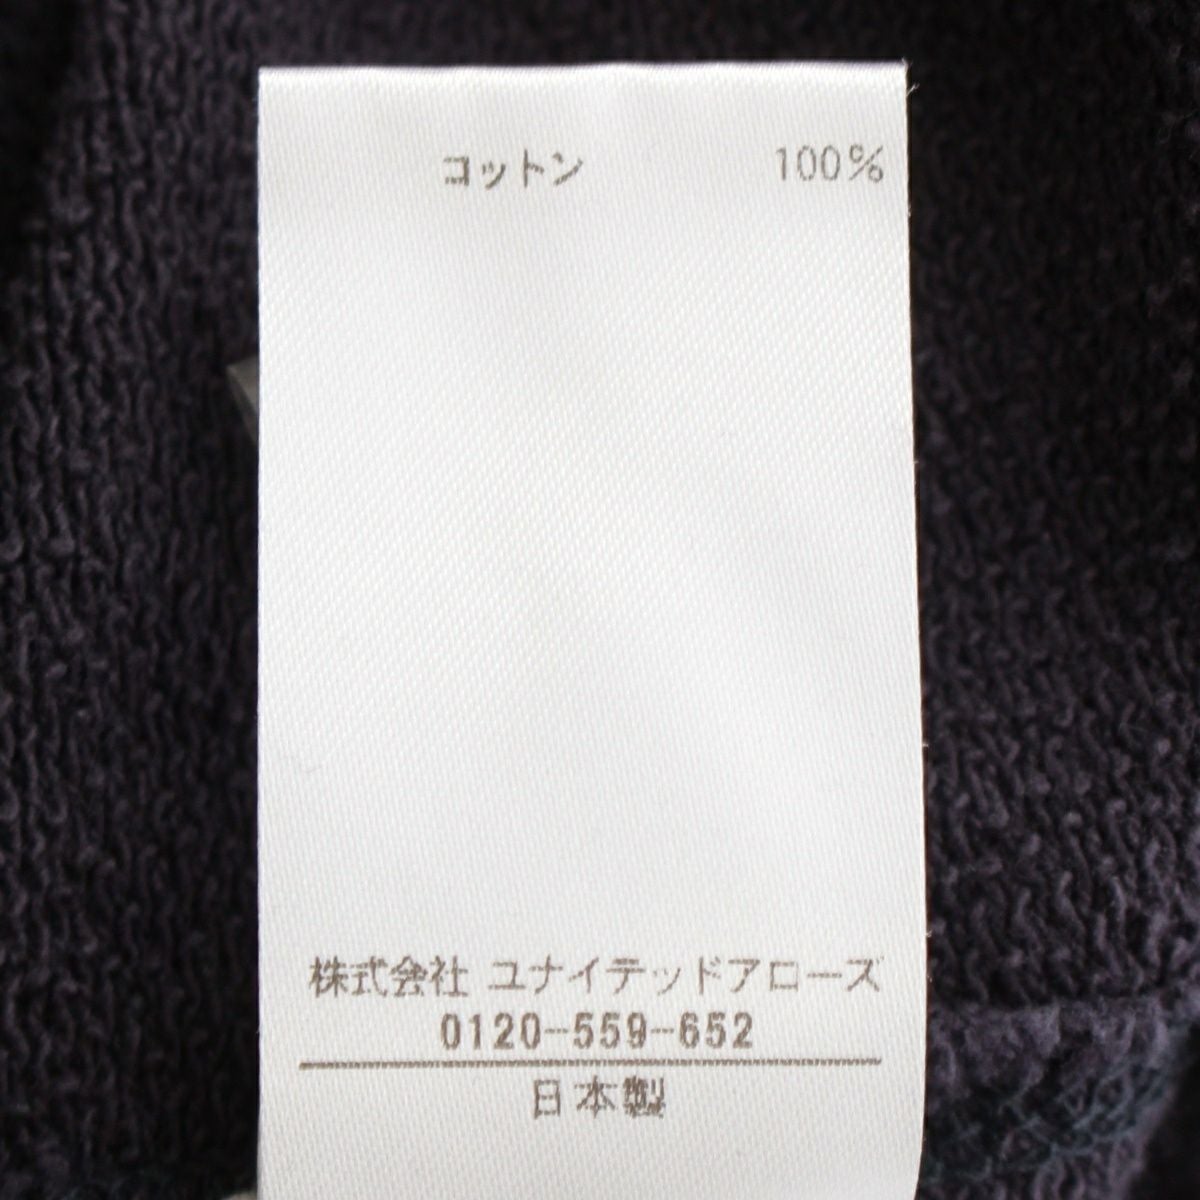 コットン 100%
株式会社 ユナイテッドアローズ
0120-559-652
日本製